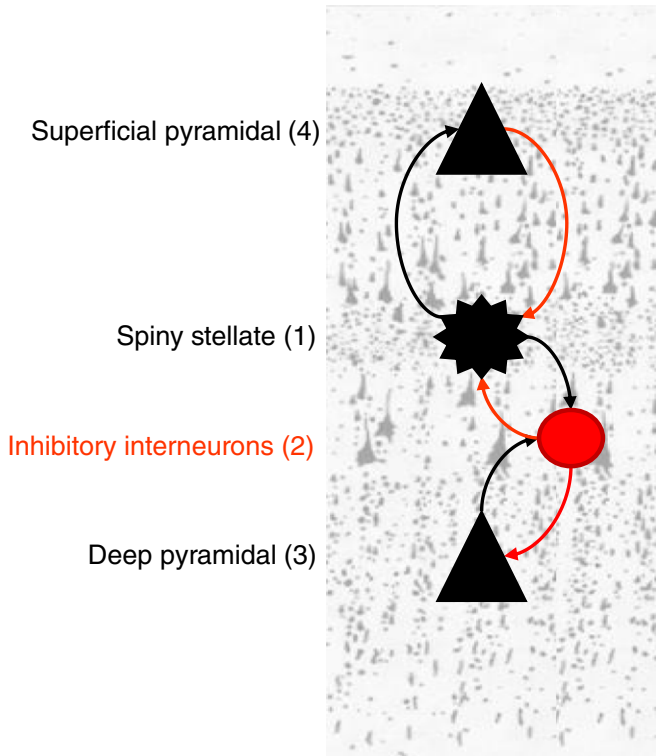 Superficial pyramidal (4)
Spiny stellate (1)
Inhibitory interneurons (2)
Deep pyramidal (3)